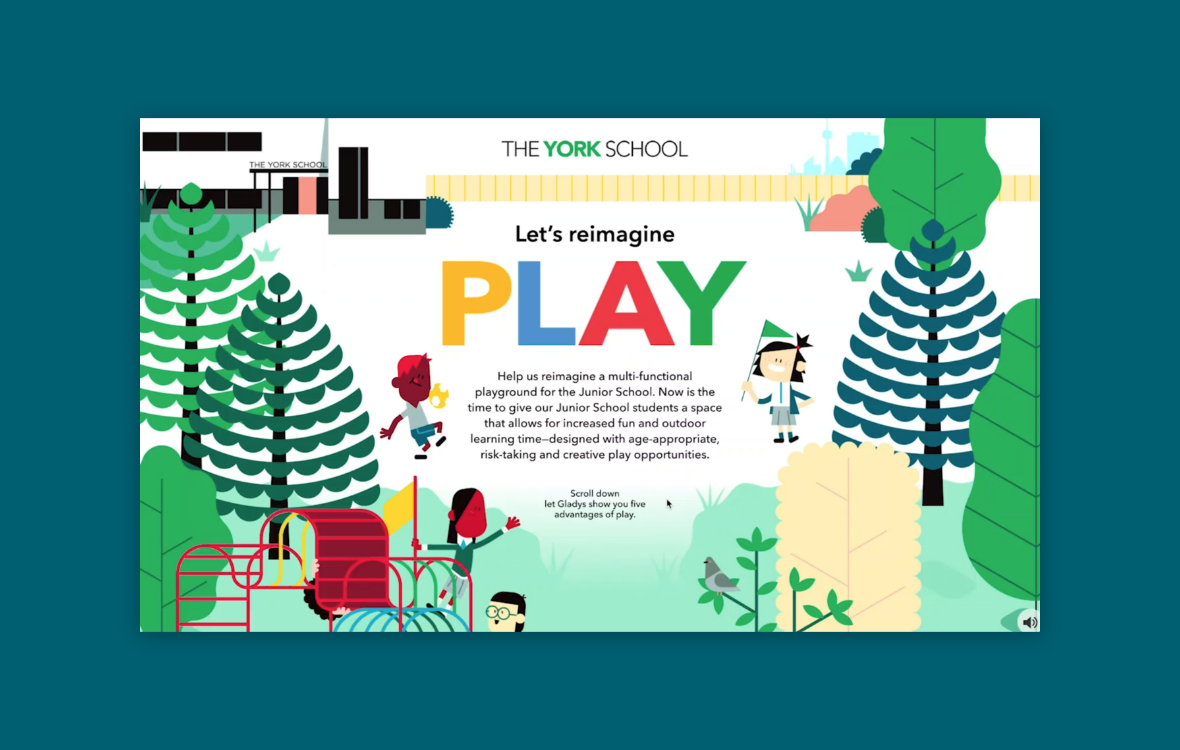 THE YORK SCHOOL
THE YORK SCHOOL
Let's reimagine
PLAY
Help us reimagine a multi-functional
playground for the Junior School. Now is the
time to give our Junior School students a space
that allows for increased fun and outdoor
learning time—designed with age-appropriate,
risk-taking and creative play opportunities.
Scroll down
let Gladys show you five
advantages of play.